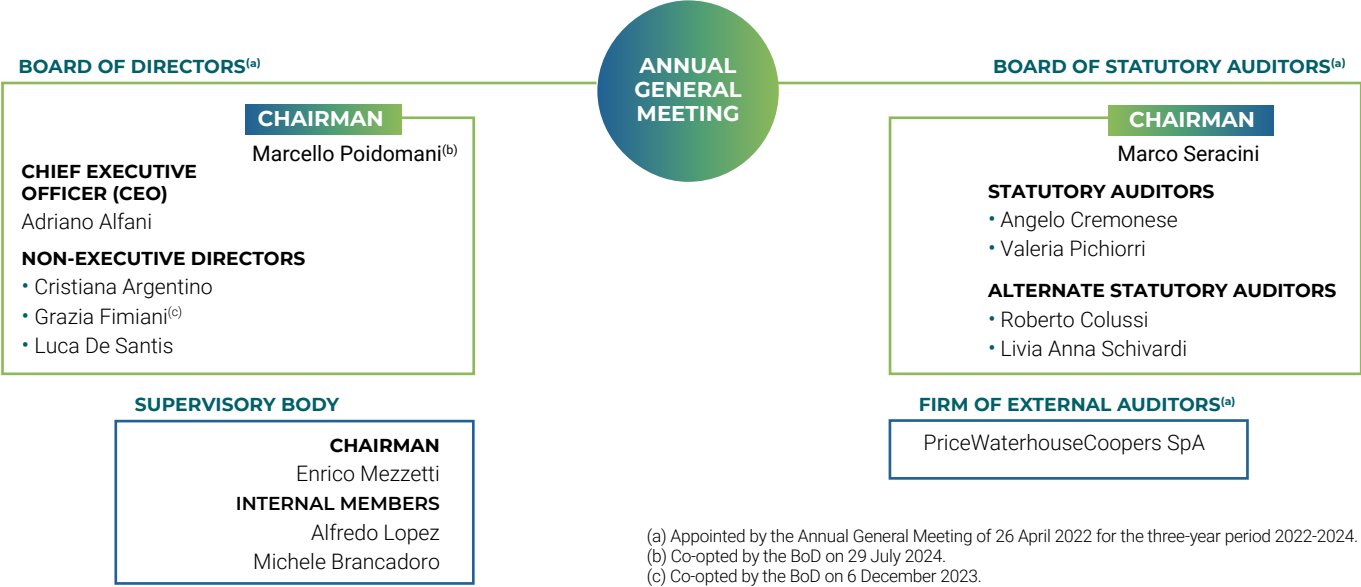 ANNUAL
GENERAL
MEETING
BOARD OF DIRECTORS(a)
CHAIRMAN
Marcello Poidomani(b)
CHIEF EXECUTIVE
OFFICER (CEO)
Adriano Alfani
NON-EXECUTIVE DIRECTORS
• Cristiana Argentino
• Grazia Fimiani(c)
• Luca De Santis
BOARD OF STATUTORY AUDITORS(a)
CHAIRMAN
Marco Seracini
STATUTORY AUDITORS
• Angelo Cremonese
• Valeria Pichiorri
ALTERNATE STATUTORY AUDITORS
• Roberto Colussi
• Livia Anna Schivardi
SUPERVISORY BODY
CHAIRMAN
Enrico Mezzetti
INTERNAL MEMBERS
Alfredo Lopez
Michele Brancadoro
FIRM OF EXTERNAL AUDITORS(a)
PriceWaterhouseCoopers SpA
(a) Appointed by the Annual General Meeting of 26 April 2022 for the three-year period 2022-2024.
(b) Co-opted by the BoD on 29 July 2024.
(c) Co-opted by the BoD on 6 December 2023.